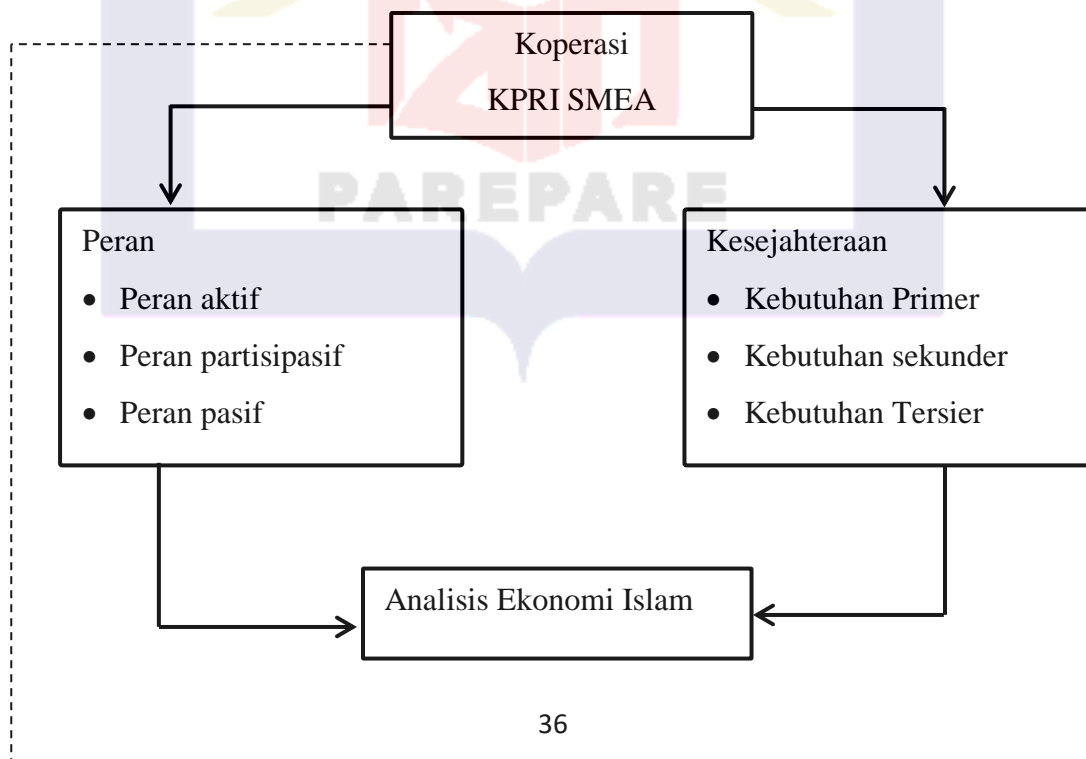 Koperasi
KPRI SMEA
PAREPARE
Peran
• Peran aktif
• Peran partisipasif
• Peran pasif
Kesejahteraan
• Kebutuhan Primer
• Kebutuhan sekunder
• Kebutuhan Tersier
Analisis Ekonomi Islam
36